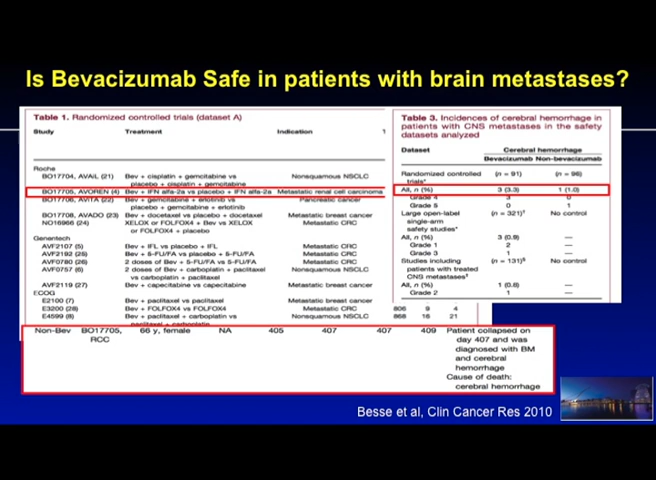 Is Bevacizumab Safe in patients with brain metastases?
Table 1. Randomized controlled trials (dataset A)
Study Treatment Indication 1
Roche
BO17704, AVAiL (21) Bev + cisplatin + gemcitabine vs Nonsquamous NSCLC
placebo + cisplatin + gemcitabine
BO17705, AVOREN (4) Bev + IFN alfa-2a vs placebo + IFN alfa-2a Metastatic renal cell carcinoma
BO17706, AVITA (22) Bev + gemcitabine + erlotinib vs Pancreatic cancer
placebo + gemcitabine + erlotinib
BO17708, AVADO (23) Bev + docetaxel vs placebo + docetaxel Metastatic breast cancer
NO16966 (24) XELOX or FOLFOX4 + Bev vs XELOX Metastatic CRC
or FOLFOX4 + placebo
Genentech
AVF2107 (5) Bev + IFL vs placebo + IFL Metastatic CRC
AVF2192 (25) Bev + 5-FU/FA vs placebo + 5-FU/FA Metastatic CRC
AVF0780 (26) 2 doses of Bev + 5-FU/FA vs 5-FU/FA Metastatic CRC
AVF0757 (6) 2 doses of Bev + carboplatin + paclitaxel Nonsquamous NSCLC
vs carboplatin + paclitaxel
AVF2119 (27) Bev + capecitabine vs capecitabine Metastatic breast cancer
ECOG
E2100 (7) Bev + paclitaxel vs paclitaxel Metastatic breast cancer
E3200 (28) Bev + FOLFOX4 vs FOLFOX4 Metastatic CRC 806 9 4
E4599 (8) Bev + paclitaxel + carboplatin vs Nonsquamous NSCLC 868 16 21
paclitaxel + carboplatin
Table 3. Incidences of cerebral hemorrhage in
patients with CNS metastases in the safety
datasets analyzed
Dataset Cerebral hemorrhage
Bevacizumab Non-bevacizumab
Randomized controlled (n = 91) (n = 96)
trials*
All, n (%) 3 (3.3) 1 (1.0)
Grade 4 3 0
Grade 5 0 1
Large open-label (n = 321)† No control
single-arm
safety studies*
All, n (%) 3 (0.9) —
Grade 1 2 —
Grade 3 1 —
Studies including (n = 131)§ No control
patients with treated
CNS metastases‡
All, n (%) 1 (0.8) —
Grade 2 1 —
Non-Bev BO17705, 66 y, female NA 405 407 407 409 Patient collapsed on
RCC day 407 and was
diagnosed with BM
and cerebral
hemorrhage
Cause of death:
cerebral hemorrhage
Besse et al, Clin Cancer Res 2010